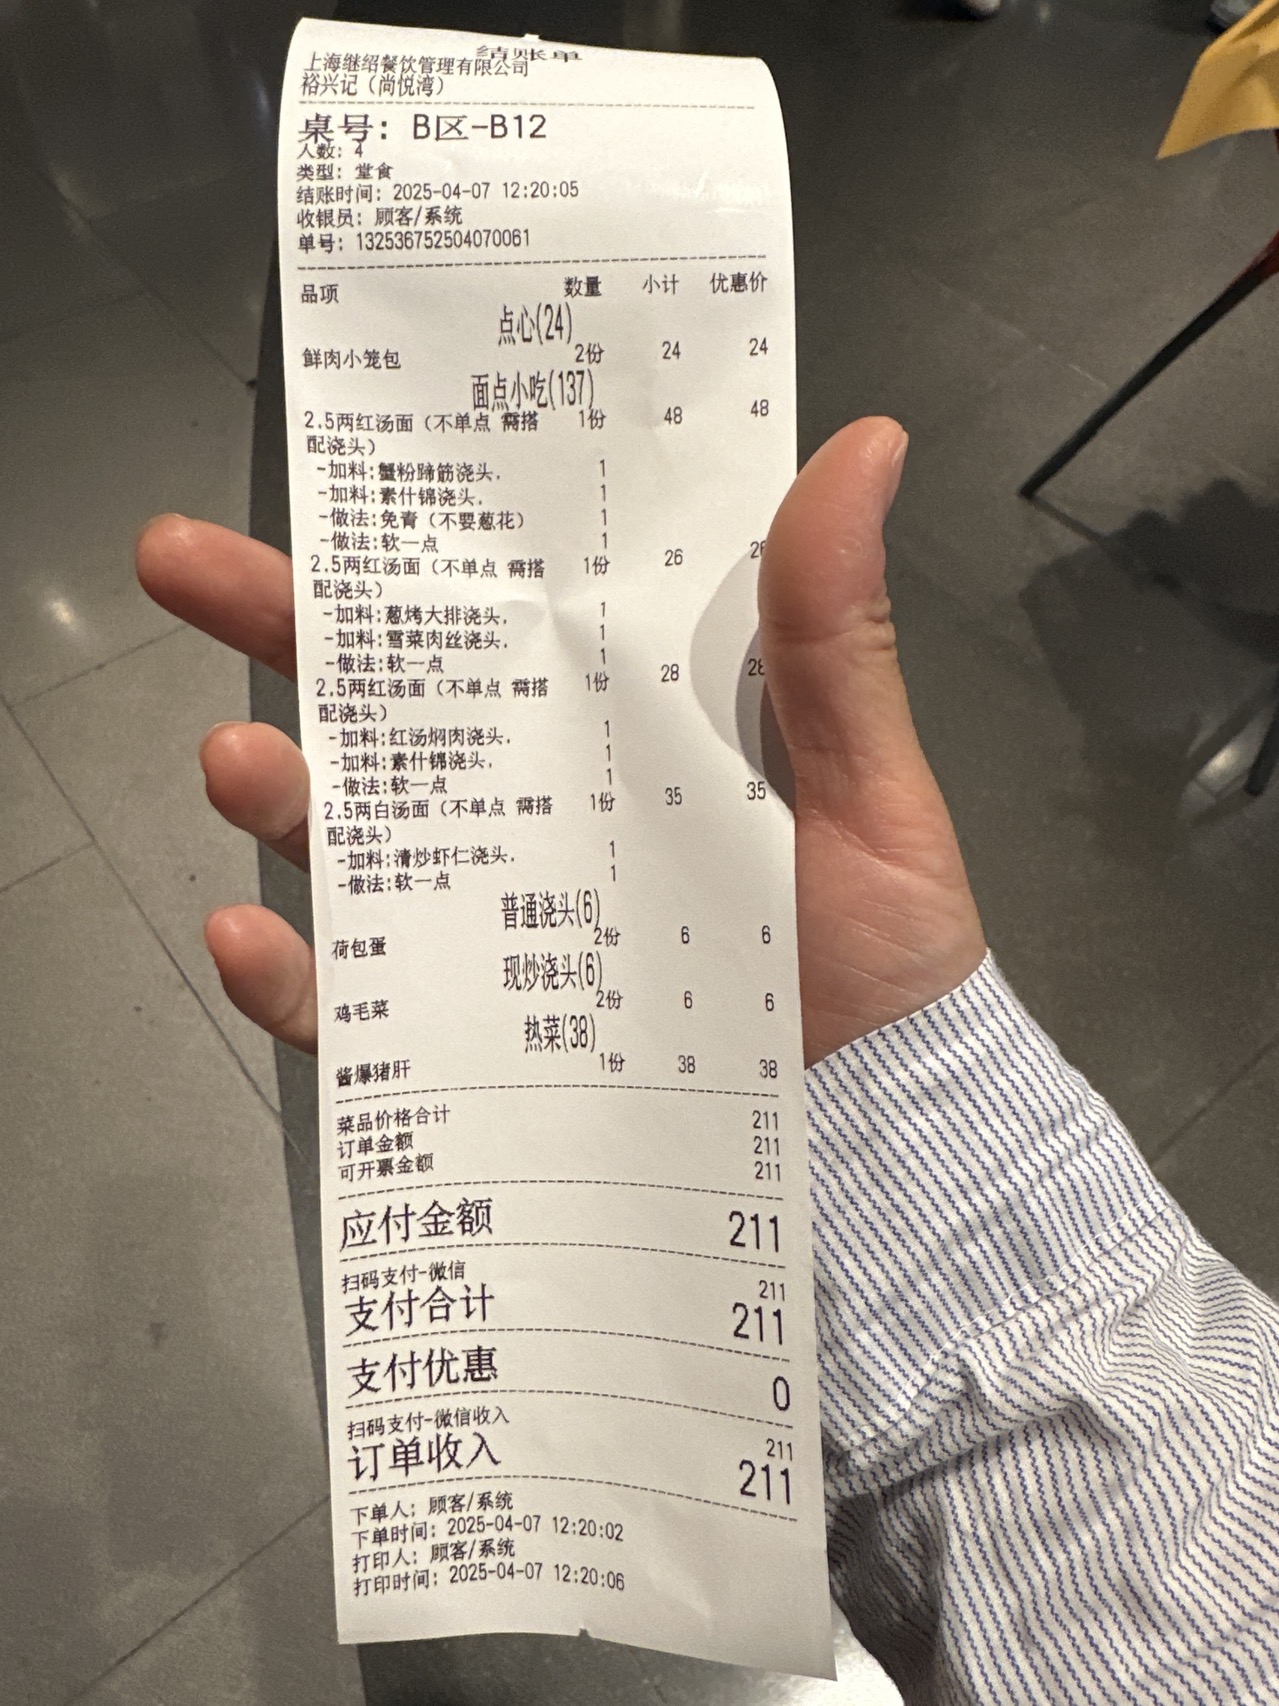 结账单
上海继绍餐饮管理有限公司
裕兴记（尚悦湾）
桌号: B区-B12
人数: 4
类型: 堂食
结账时间: 2025-04-07 12:20:05
收银员: 顾客/系统
单号: 132536752504070061
品项 数量 小计 优惠价
点心(24)
鲜肉小笼包 2份 24 24
面点小吃(137)
2.5两红汤面（不单点 需搭 1份 48 48
配浇头）
-加料:蟹粉蹄筋浇头. 1
-加料:素什锦浇头. 1
-做法:免青（不要葱花） 1
-做法:软一点 1
2.5两红汤面（不单点 需搭 1份 26
配浇头）
-加料:葱烤大排浇头. 1
-加料:雪菜肉丝浇头. 1
-做法:软一点 1
2.5两红汤面（不单点 需搭 1份 28
配浇头）
-加料:红汤焖肉浇头. 1
-加料:素什锦浇头. 1
-做法:软一点 1
2.5两白汤面（不单点 需搭 1份 35 35
配浇头）
-加料:清炒虾仁浇头. 1
-做法:软一点 1
普通浇头(6)
荷包蛋 2份 6 6
现炒浇头(6)
鸡毛菜 2份 6 6
热菜(38)
酱爆猪肝 1份 38 38
菜品价格合计 211
订单金额 211
可开票金额 211
应付金额 211
扫码支付-微信 211
支付合计 211
支付优惠 0
扫码支付-微信收入 211
订单收入 211
下单人: 顾客/系统
下单时间: 2025-04-07 12:20:02
打印人: 顾客/系统
打印时间: 2025-04-07 12:20:06